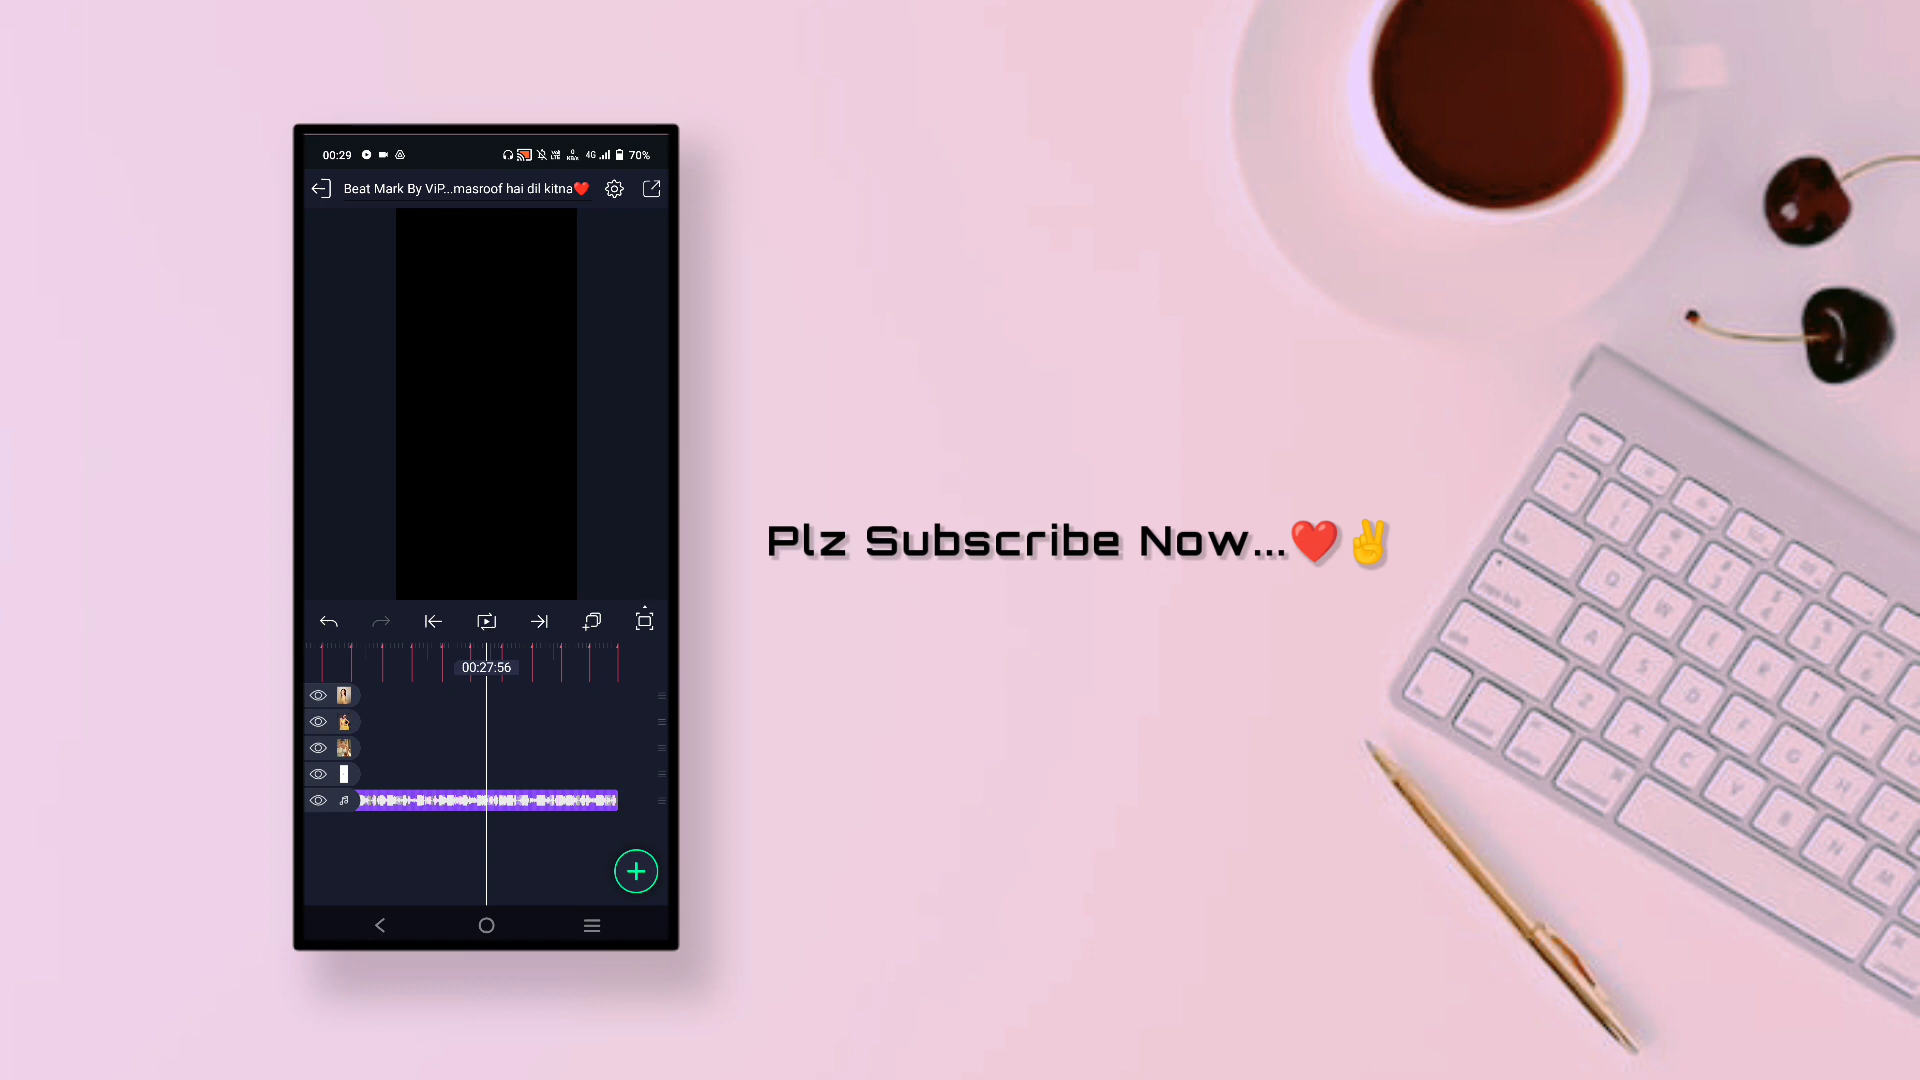 00:29
4G 70%
Beat Mark By ViP...masroof hai dil kitna❤️
00:27:56
Plz Subscribe Now...❤️✌️
Q W E
A S D F G H
Z X C V B N M